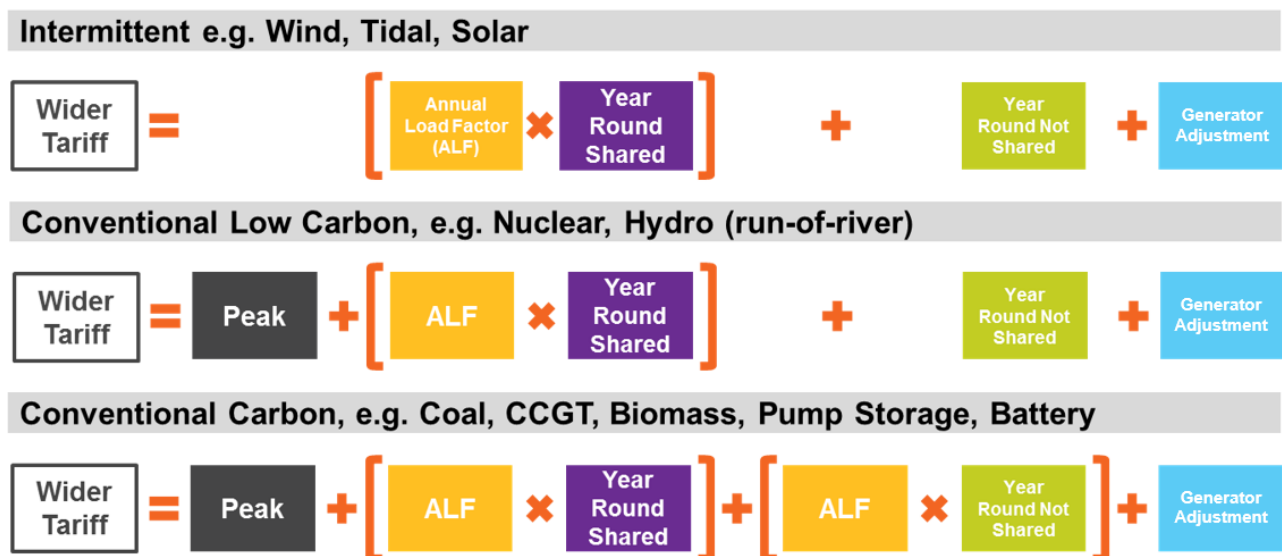 Intermittent e.g. Wind, Tidal, Solar
Wider
Tariff
=
[
Annual
Load Factor
(ALF)
×
Year
Round
Shared
]
+
Year
Round Not
Shared
+
Generator
Adjustment
Conventional Low Carbon, e.g. Nuclear, Hydro (run-of-river)
Wider
Tariff
=
Peak
+
[
ALF
×
Year
Round
Shared
]
+
Year
Round Not
Shared
+
Generator
Adjustment
Conventional Carbon, e.g. Coal, CCGT, Biomass, Pump Storage, Battery
Wider
Tariff
=
Peak
+
[
ALF
×
Year
Round
Shared
]
+
[
ALF
×
Year
Round Not
Shared
]
+
Generator
Adjustment